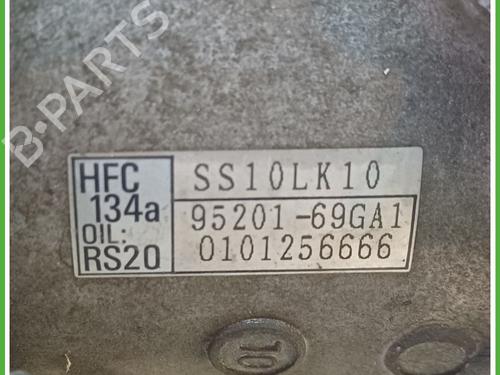 B-PARTS
HFC
134a
OIL:
RS20
SS10LK10
95201-69GA1
0101256666
10